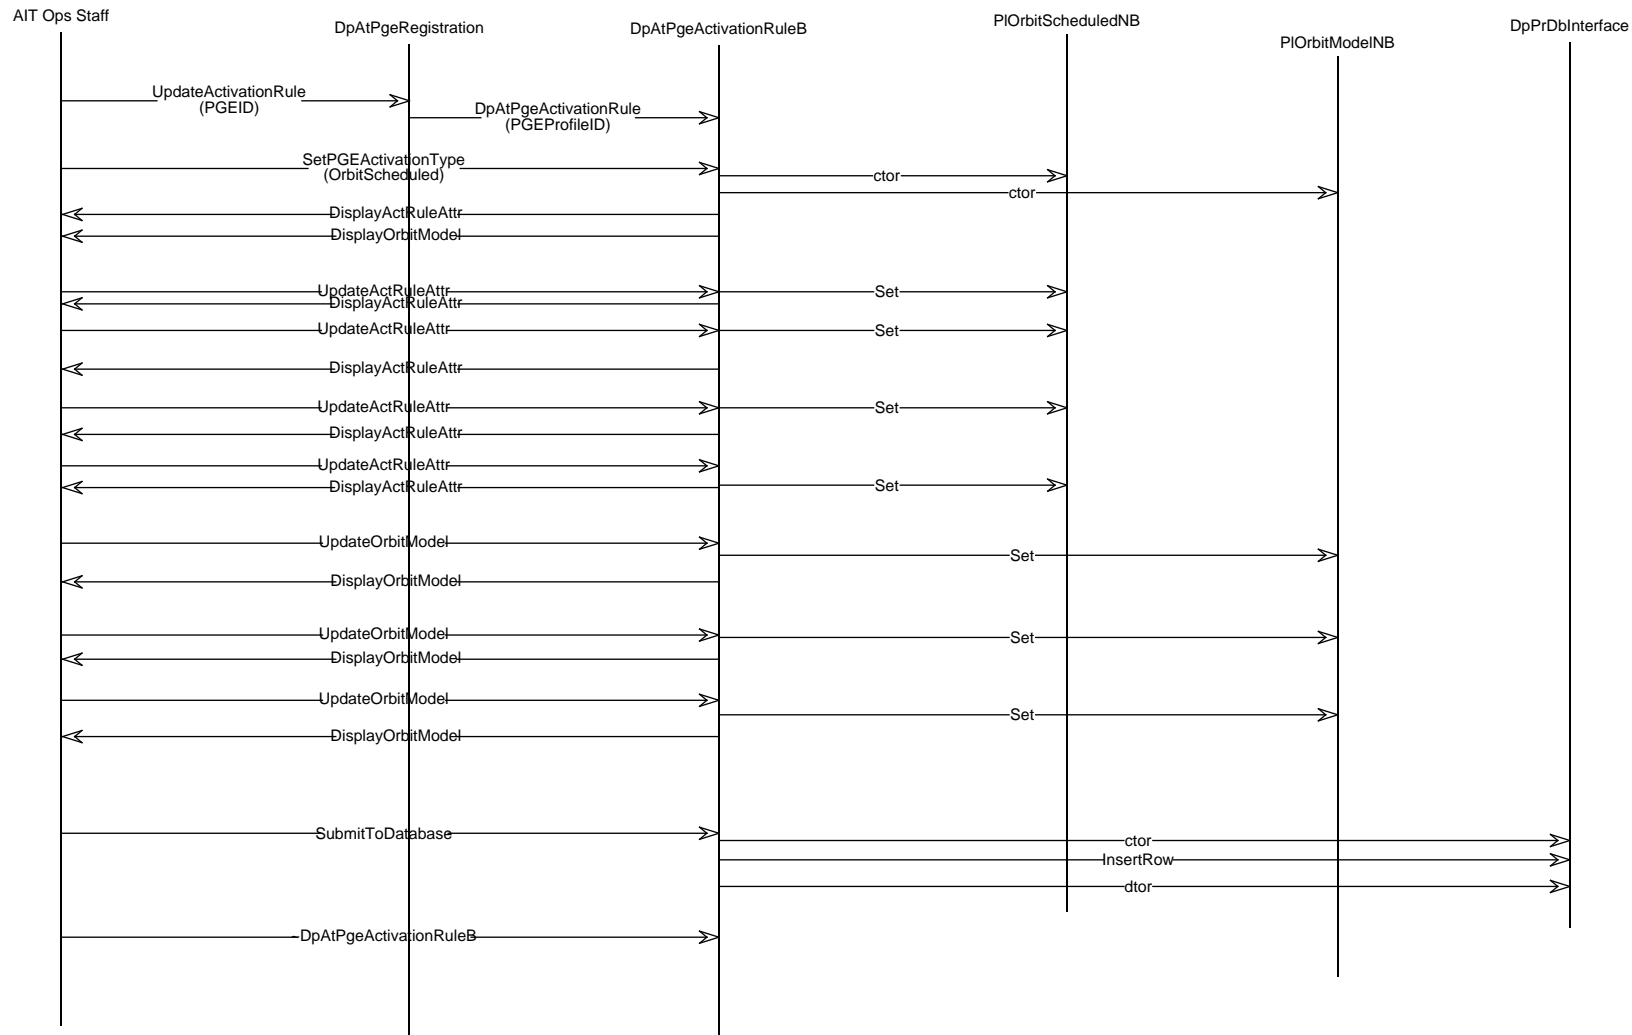 AIT Ops Staff
DpAtPgeRegistration
DpAtPgeActivationRuleB
PlOrbitScheduledNB
PlOrbitModelNB
DpPrDbInterface
UpdateActivationRule
(PGEID)
DpAtPgeActivationRule
(PGEProfileID)
SetPGEActivationType
(OrbitScheduled)
ctor
ctor
DisplayActRuleAttr
DisplayOrbitModel
UpdateActRuleAttr
Set
DisplayActRuleAttr
UpdateActRuleAttr
Set
DisplayActRuleAttr
UpdateActRuleAttr
Set
DisplayActRuleAttr
UpdateActRuleAttr
DisplayActRuleAttr
Set
UpdateOrbitModel
Set
DisplayOrbitModel
UpdateOrbitModel
Set
DisplayOrbitModel
UpdateOrbitModel
Set
DisplayOrbitModel
SubmitToDatabase
ctor
InsertRow
dtor
~DpAtPgeActivationRuleB